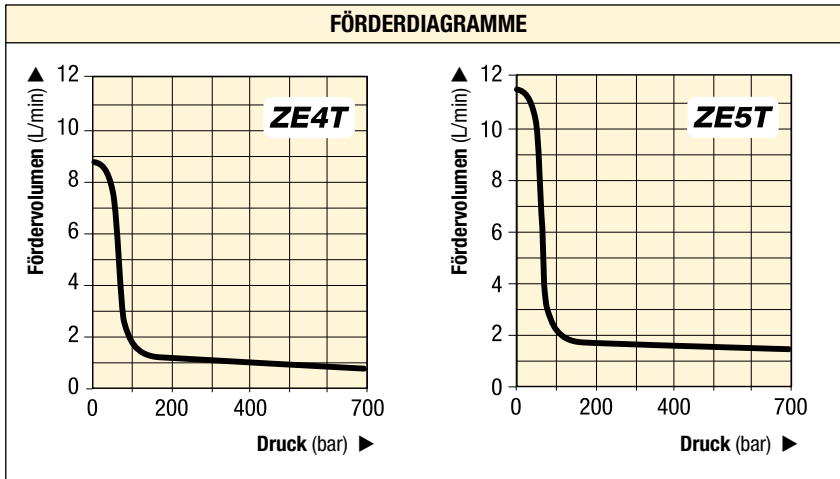 FÖRDERDIAGRAMME
Fördervolumen (L/min) ▲
12
10
8
6
4
2
0
ZE4T
0 200 400 700
Druck (bar) ►
Fördervolumen (L/min) ▲
12
10
8
6
4
2
0
ZE5T
0 200 400 700
Druck (bar) ►